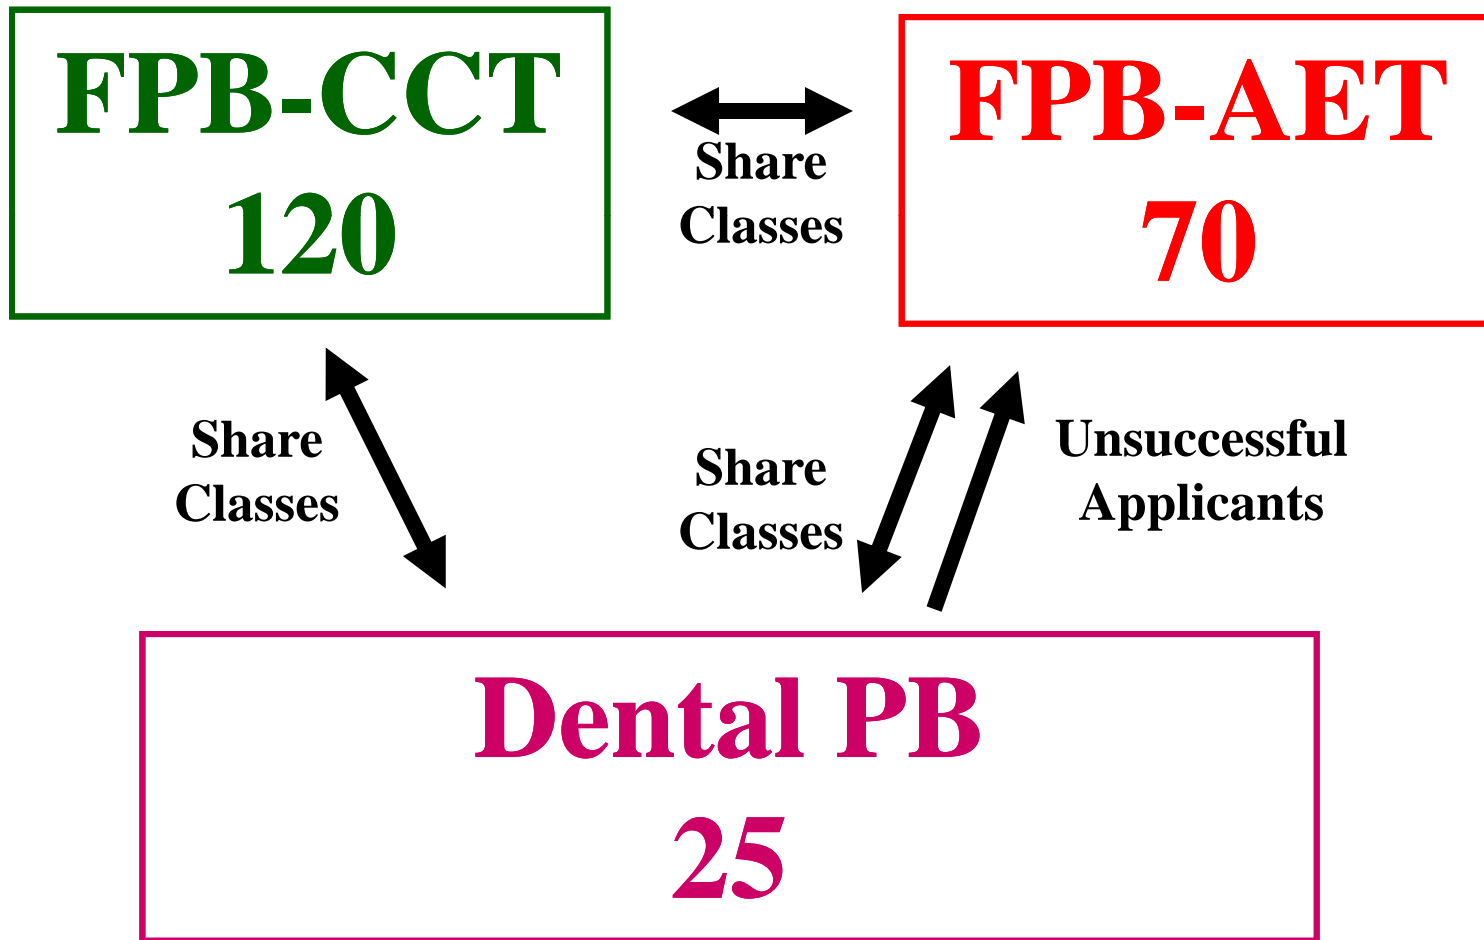 FPB-CCT
120
Share
Classes
FPB-AET
70
Share
Classes
Share
Classes
Unsuccessful
Applicants
Dental PB
25